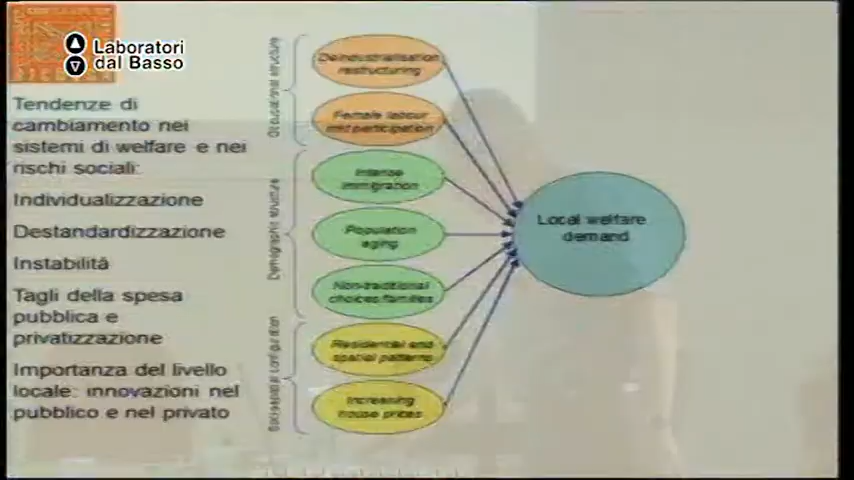 Laboratori
dal Basso
Tendenze di
cambiamento nei
sistemi di welfare e nei
rischi sociali:
Individualizzazione
Destandardizzazione
Instabilità
Tagli della spesa
pubblica e
privatizzazione
Importanza del livello
locale: innovazioni nel
pubblico e nel privato
Occupational structure
Deindustrialisation
restructuring
Female labour
mkt participation
Demographic structure
Intense
immigration
Population
aging
Non-traditional
choices families
Socio-spatial configuration
Residential and
spatial patterns
Increasing
house prices
Local welfare
demand